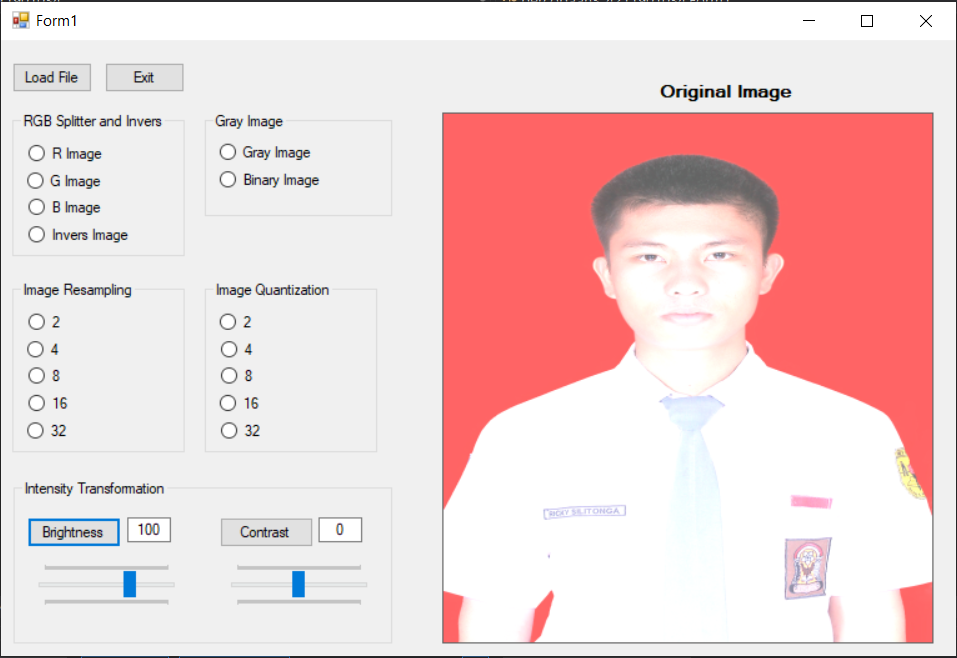 Form1
Load File
Exit
Original Image
RGB Splitter and Invers
R Image
G Image
B Image
Invers Image
Gray Image
Gray Image
Binary Image
Image Resampling
2
4
8
16
32
Image Quantization
2
4
8
16
32
Intensity Transformation
Brightness
100
Contrast
0